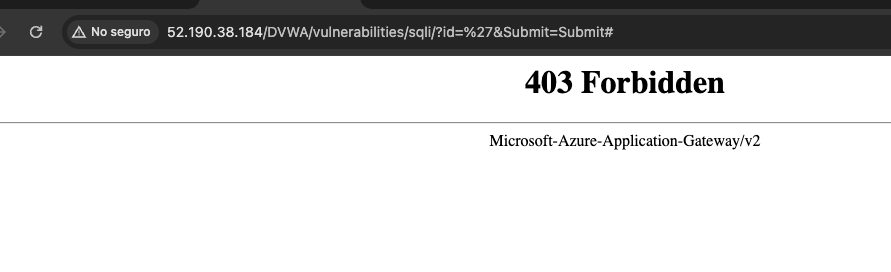 No seguro 52.190.38.184/DVWA/vulnerabilities/sqli/?id=%27&Submit=Submit#
403 Forbidden
Microsoft-Azure-Application-Gateway/v2